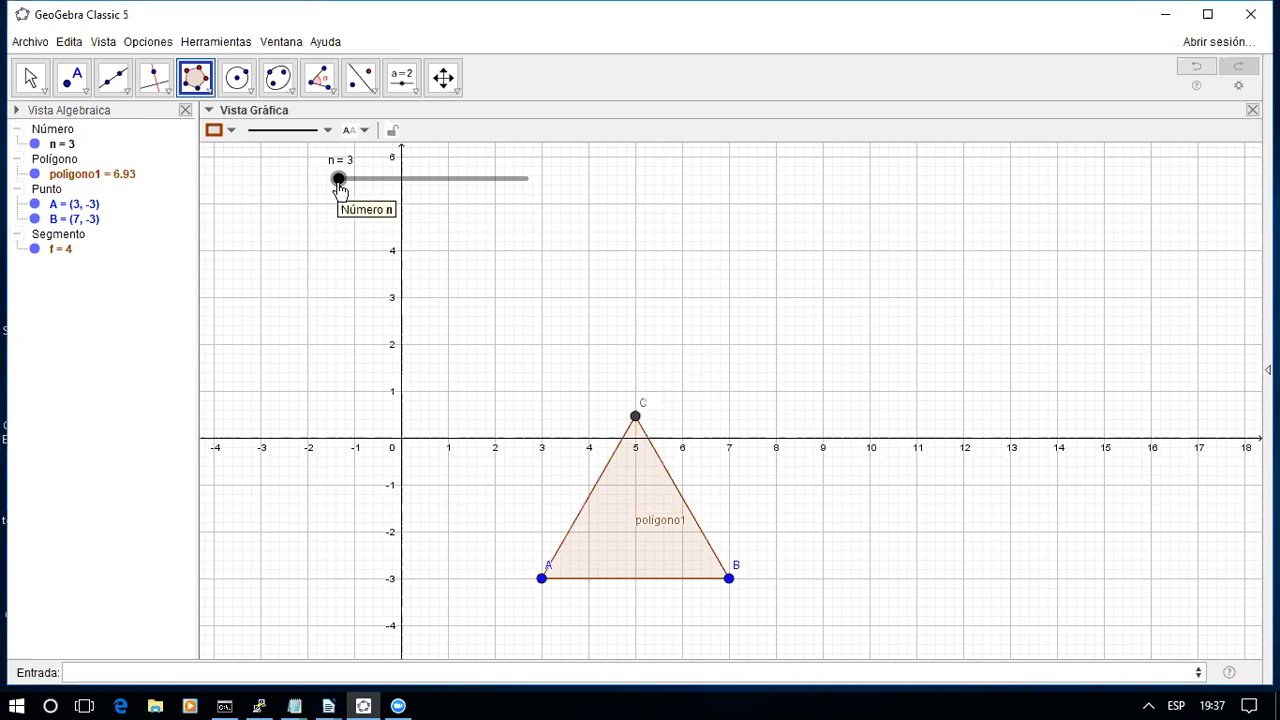 GeoGebra Classic 5
Archivo Edita Vista Opciones Herramientas Ventana Ayuda Abrir sesión...
A a=2
Vista Algebraica
Vista Gráfica
AA
Número
n = 3
Polígono
polígono1 = 6.93
Punto
A = (3, -3)
B = (7, -3)
Segmento
f = 4
n = 3
Número n
6
4
3
2
1
C
-4 -3 -2 -1 0 1 2 3 4 5 6 7 8 9 10 11 12 13 14 15 16 17 18
-1
polígono1
-2
A B
-3
-4
Entrada:
ESP 19:37